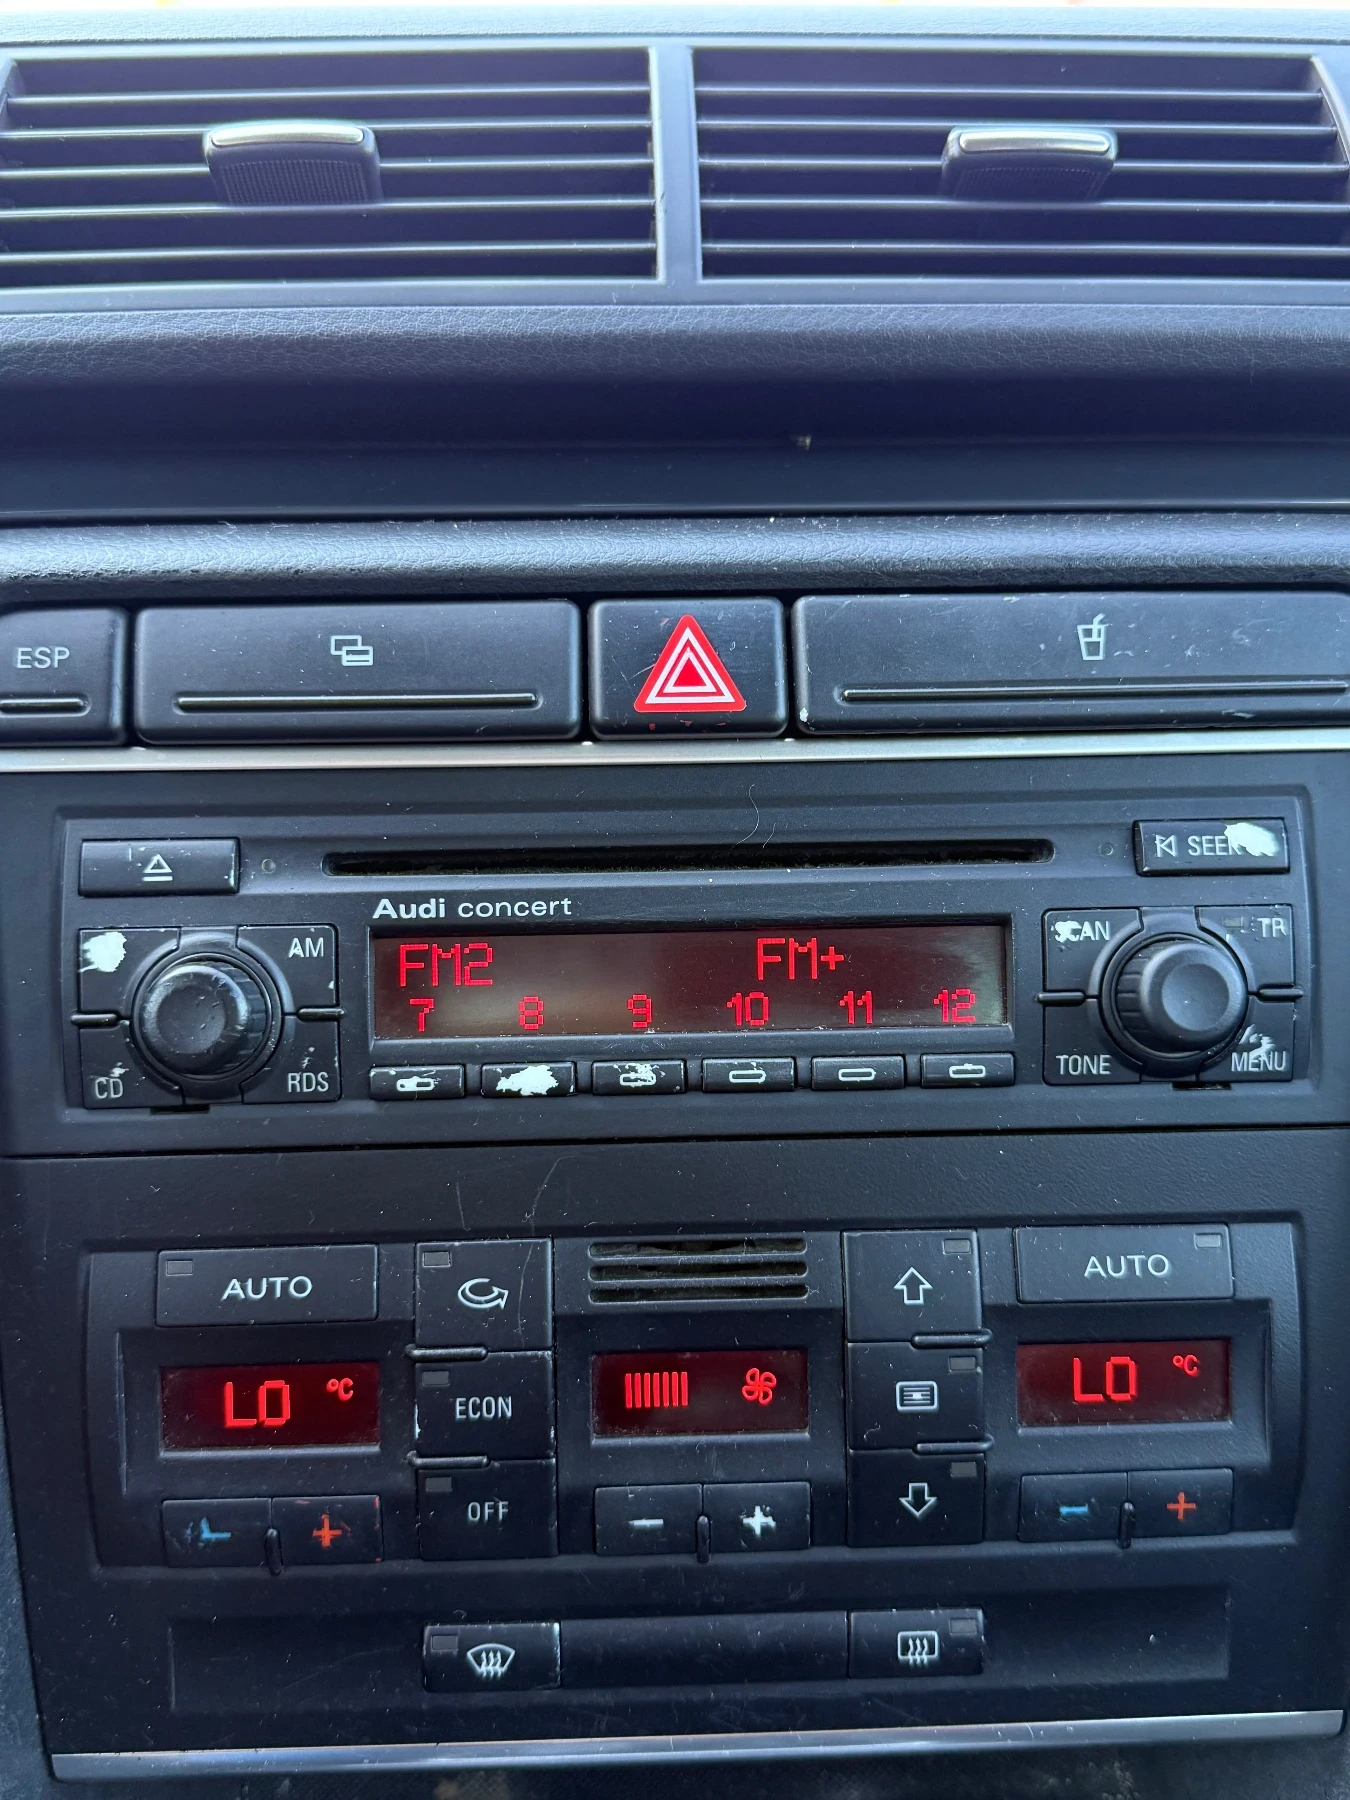 ESP
SEEK
Audi concert
AM
SCAN
TR
FM2 FM+
7 8 9 10 11 12
CD
RDS
TONE
MENU
AUTO
AUTO
LO °C
ECON
LO °C
OFF